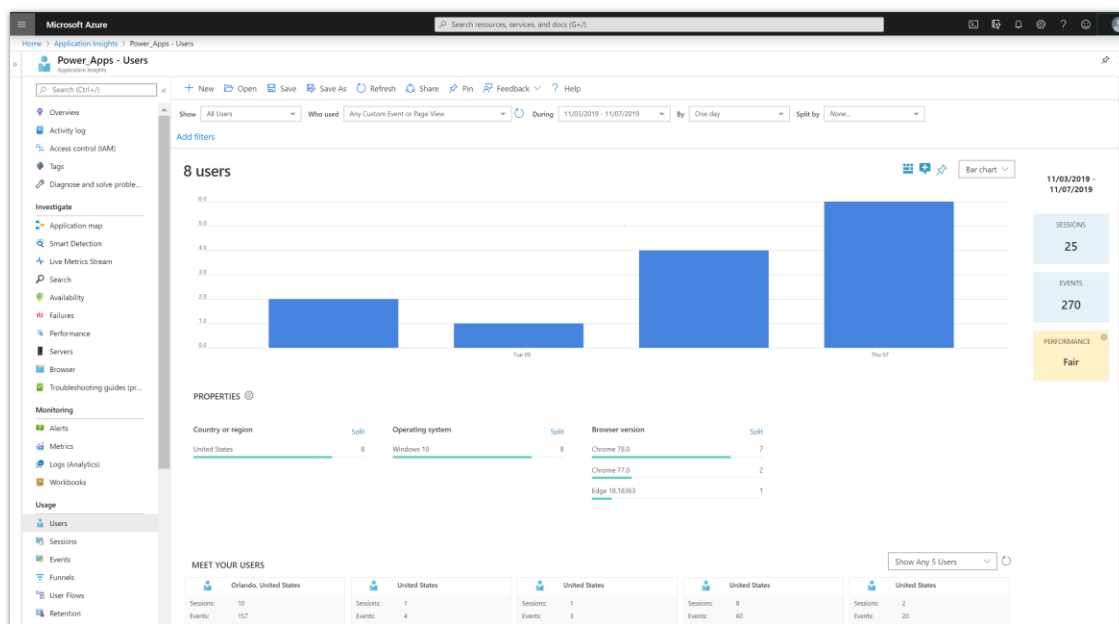 Microsoft Azure
Search resources, services, and docs (G+/)
Home > Application Insights > Power_Apps - Users
Power_Apps - Users
Application Insights
Search (Ctrl+/)
New Open Save Save As Refresh Share Pin Feedback Help
Show All Users Who used Any Custom Event or Page View During 11/03/2019 - 11/07/2019 By One day Split by None...
Add filters
Overview
Activity log
Access control (IAM)
Tags
Diagnose and solve proble...
Investigate
Application map
Smart Detection
Live Metrics Stream
Search
Availability
Failures
Performance
Servers
Browser
Troubleshooting guides (pr...
Monitoring
Alerts
Metrics
Logs (Analytics)
Workbooks
Usage
Users
Sessions
Events
Funnels
User Flows
Retention
8 users
Bar chart
6.0
5.0
4.0
3.0
2.0
1.0
0.0
Tue 05 Thu 07
11/03/2019 -
11/07/2019
SESSIONS
25
EVENTS
270
PERFORMANCE
Fair
PROPERTIES
Country or region Split
United States 8
Operating system Split
Windows 10 8
Browser version Split
Chrome 78.0 7
Chrome 77.0 2
Edge 18.18363 1
MEET YOUR USERS
Show Any 5 Users
Orlando, United States
Sessions: 10
Events: 157
United States
Sessions: 1
Events: 4
United States
Sessions: 1
Events: 3
United States
Sessions: 8
Events: 60
United States
Sessions: 2
Events: 20